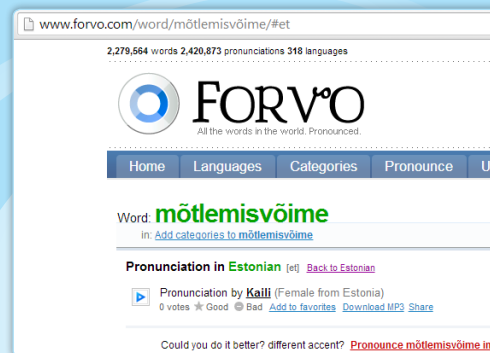 www.forvo.com/word/mõtlemisvõime/#et
2,279,564 words 2,420,873 pronunciations 318 languages
FORVO
All the words in the world. Pronounced.
Home Languages Categories Pronounce U
Word: mõtlemisvõime
in: Add categories to mõtlemisvõime
Pronunciation in Estonian [et] Back to Estonian
Pronunciation by Kaili (Female from Estonia)
0 votes Good Bad Add to favorites Download MP3 Share
Could you do it better? different accent? Pronounce mõtlemisvõime in